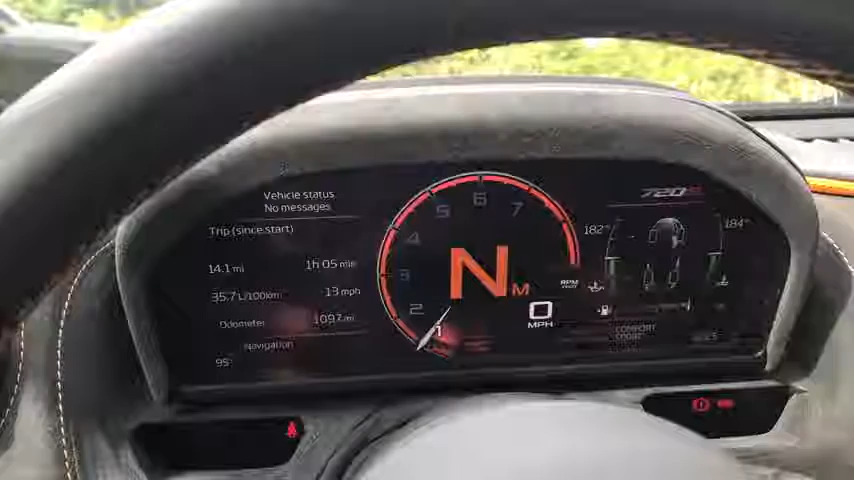 Vehicle status
No messages
Trip (since start)
14.1 mi 1h 05 min
35.7 L/100km 13 mph
Odometer 1097 mi
Navigation
95°
1 2 3 4 5 6 7
N M
RPM
0
MPH
720S
182° 184°
COMFORT